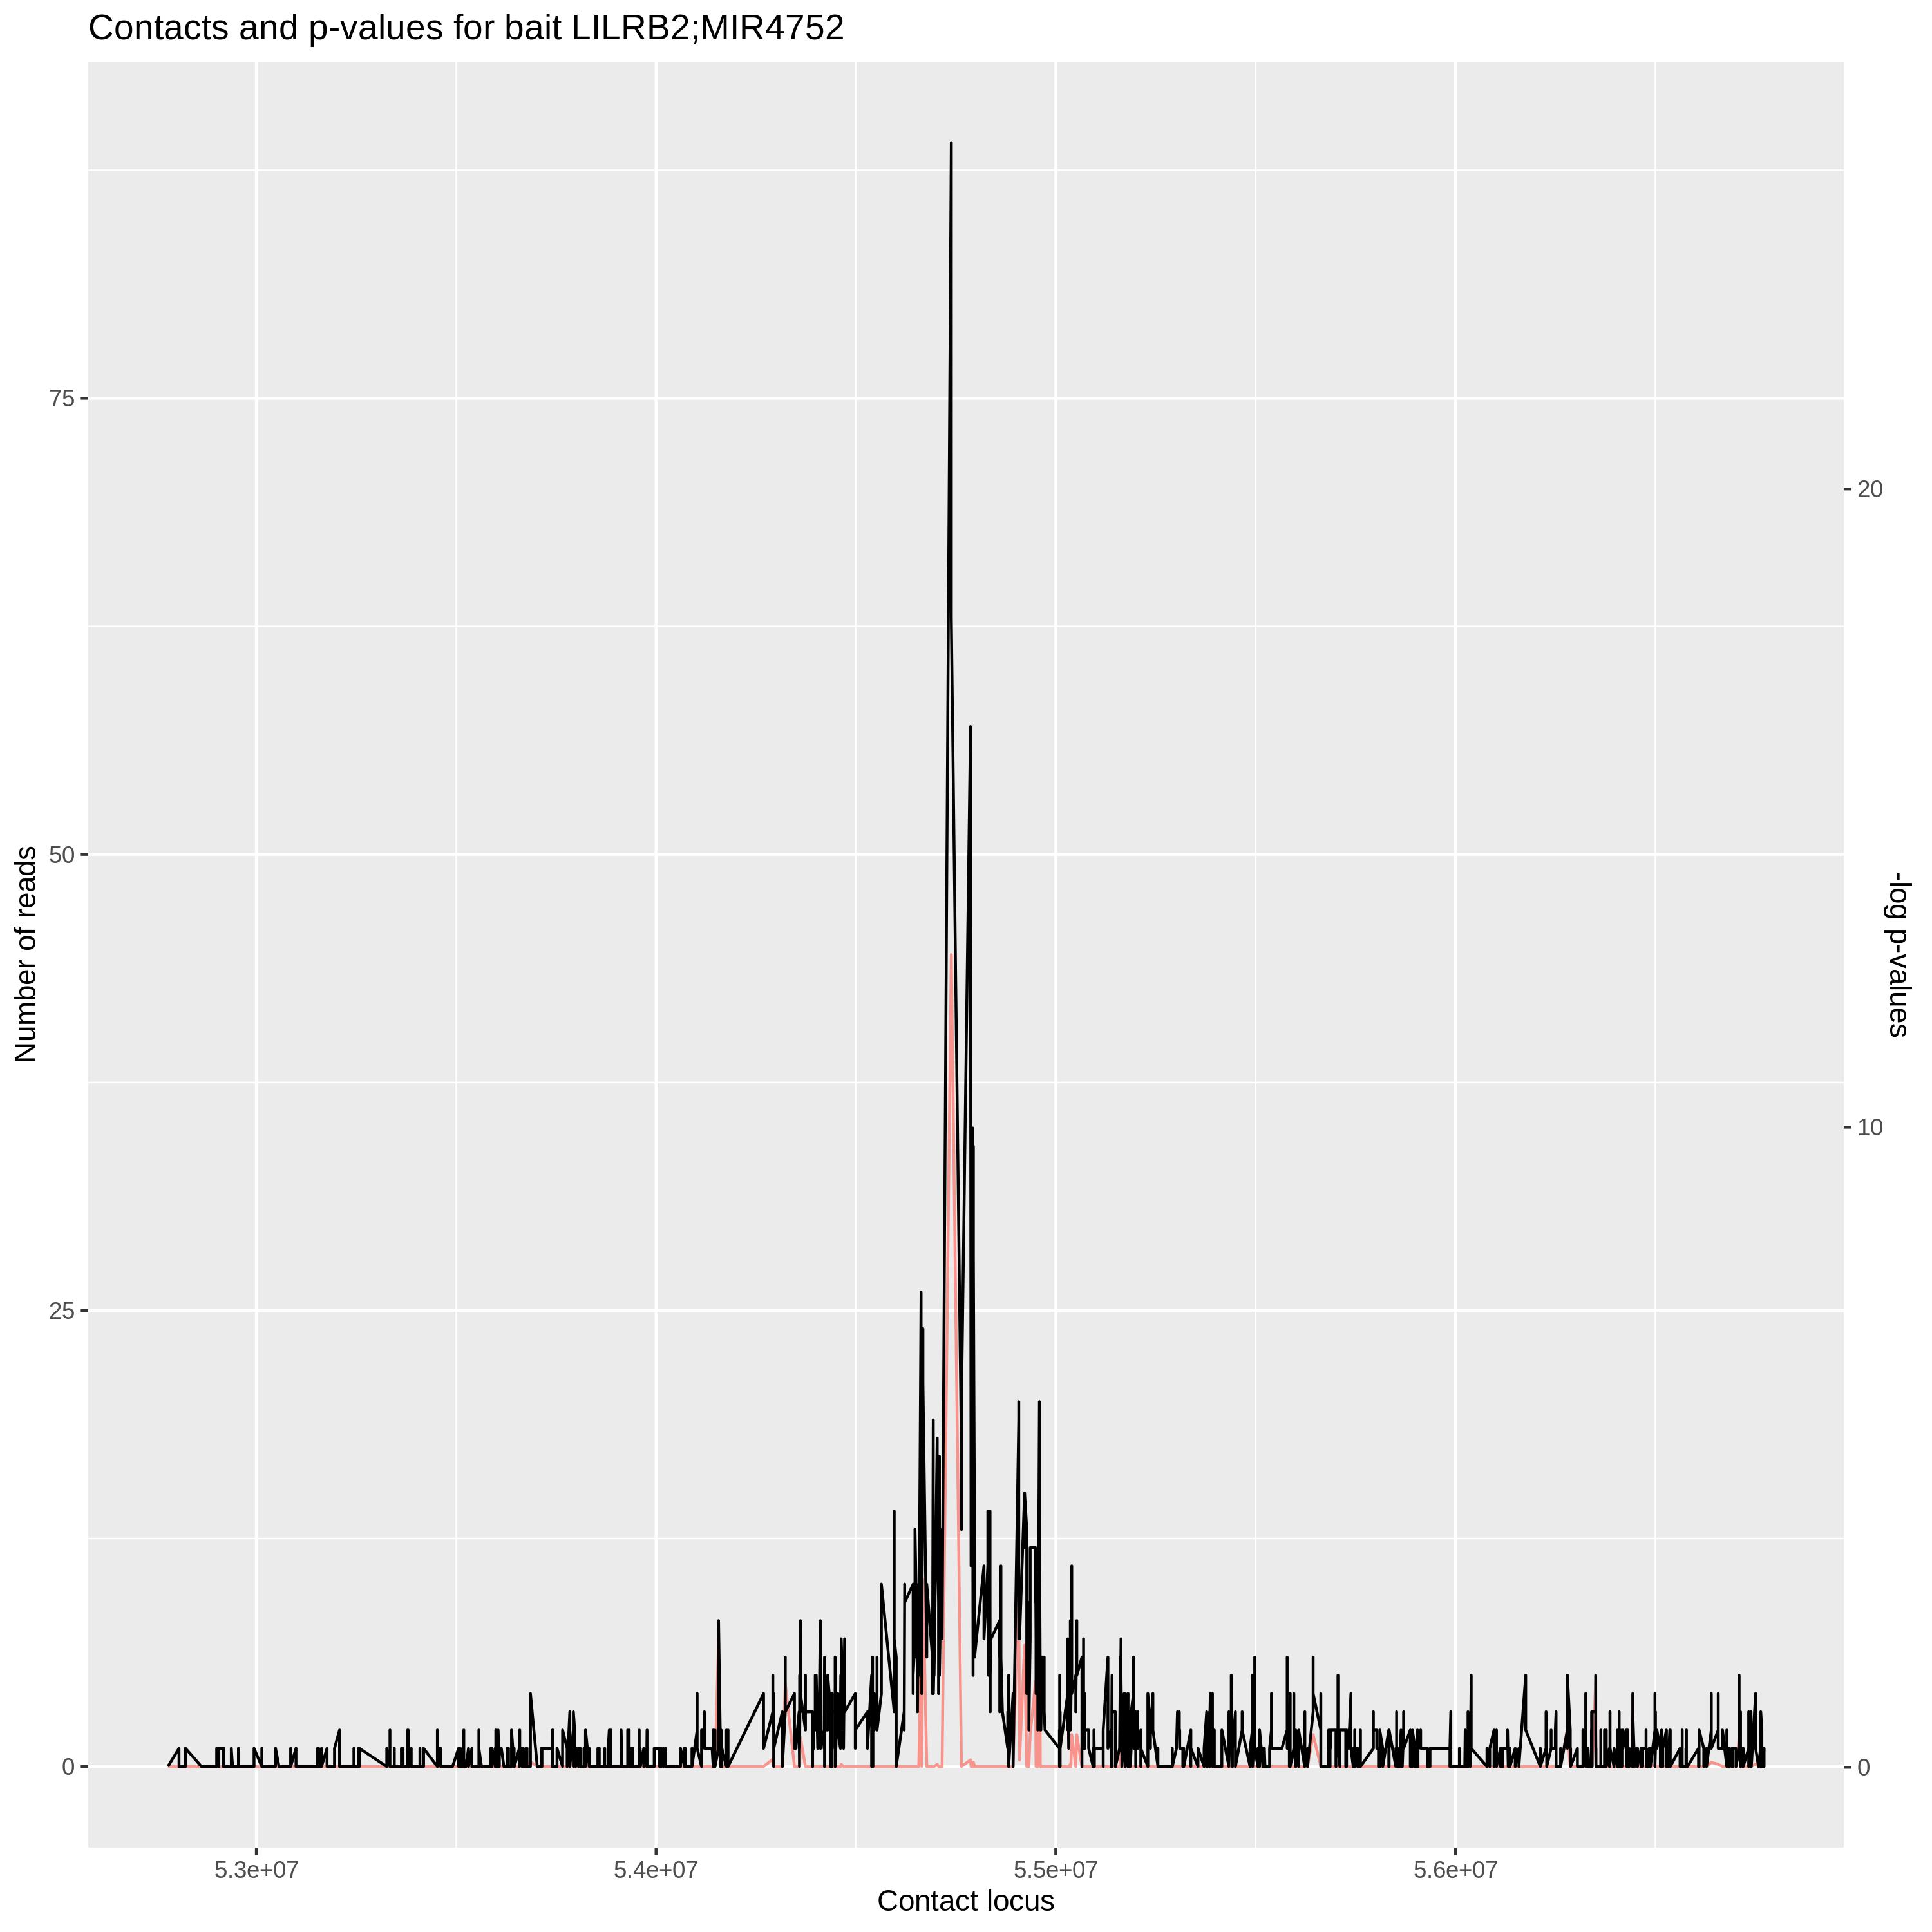 Contacts and p-values for bait LILRB2;MIR4752
75
50
25
0
Number of reads
20
10
0
-log p-values
5.3e+07
5.4e+07
5.5e+07
5.6e+07
Contact locus